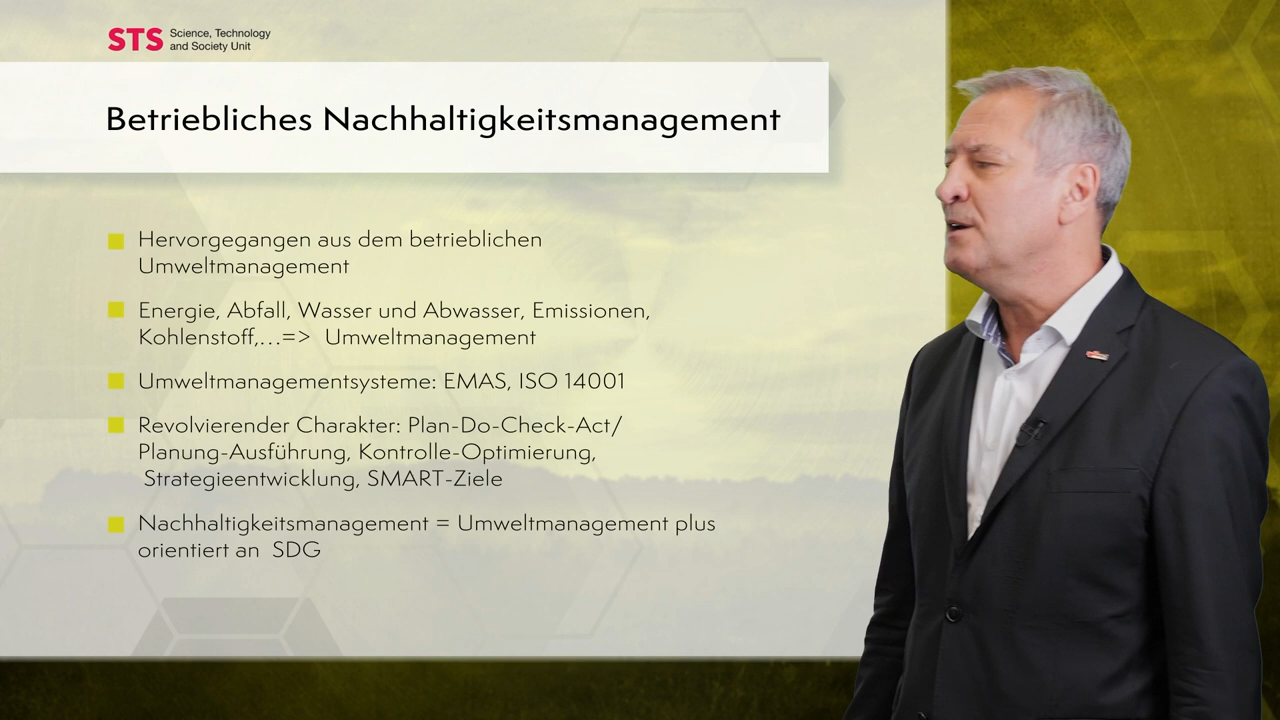 STS Science, Technology
and Society Unit
Betriebliches Nachhaltigkeitsmanagement
Hervorgegangen aus dem betrieblichen
Umweltmanagement
Energie, Abfall, Wasser und Abwasser, Emissionen,
Kohlenstoff,...=> Umweltmanagement
Umweltmanagementsysteme: EMAS, ISO 14001
Revolvierender Charakter: Plan-Do-Check-Act/
Planung-Ausführung, Kontrolle-Optimierung,
Strategieentwicklung, SMART-Ziele
Nachhaltigkeitsmanagement = Umweltmanagement plus
orientiert an SDG